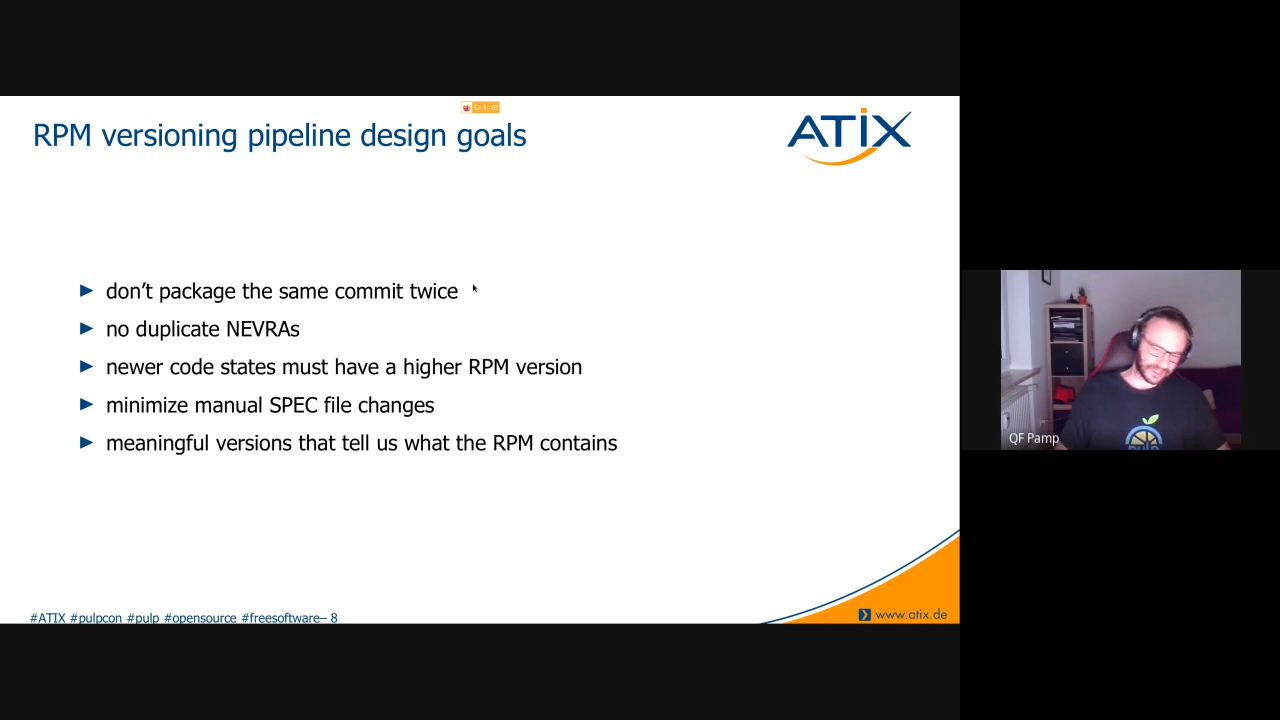 RPM versioning pipeline design goals
ATIX
don’t package the same commit twice
no duplicate NEVRAs
newer code states must have a higher RPM version
minimize manual SPEC file changes
meaningful versions that tell us what the RPM contains
#ATIX #pulpcon #pulp #opensource #freesoftware– 8
www.atix.de
QF Pamp
pulp